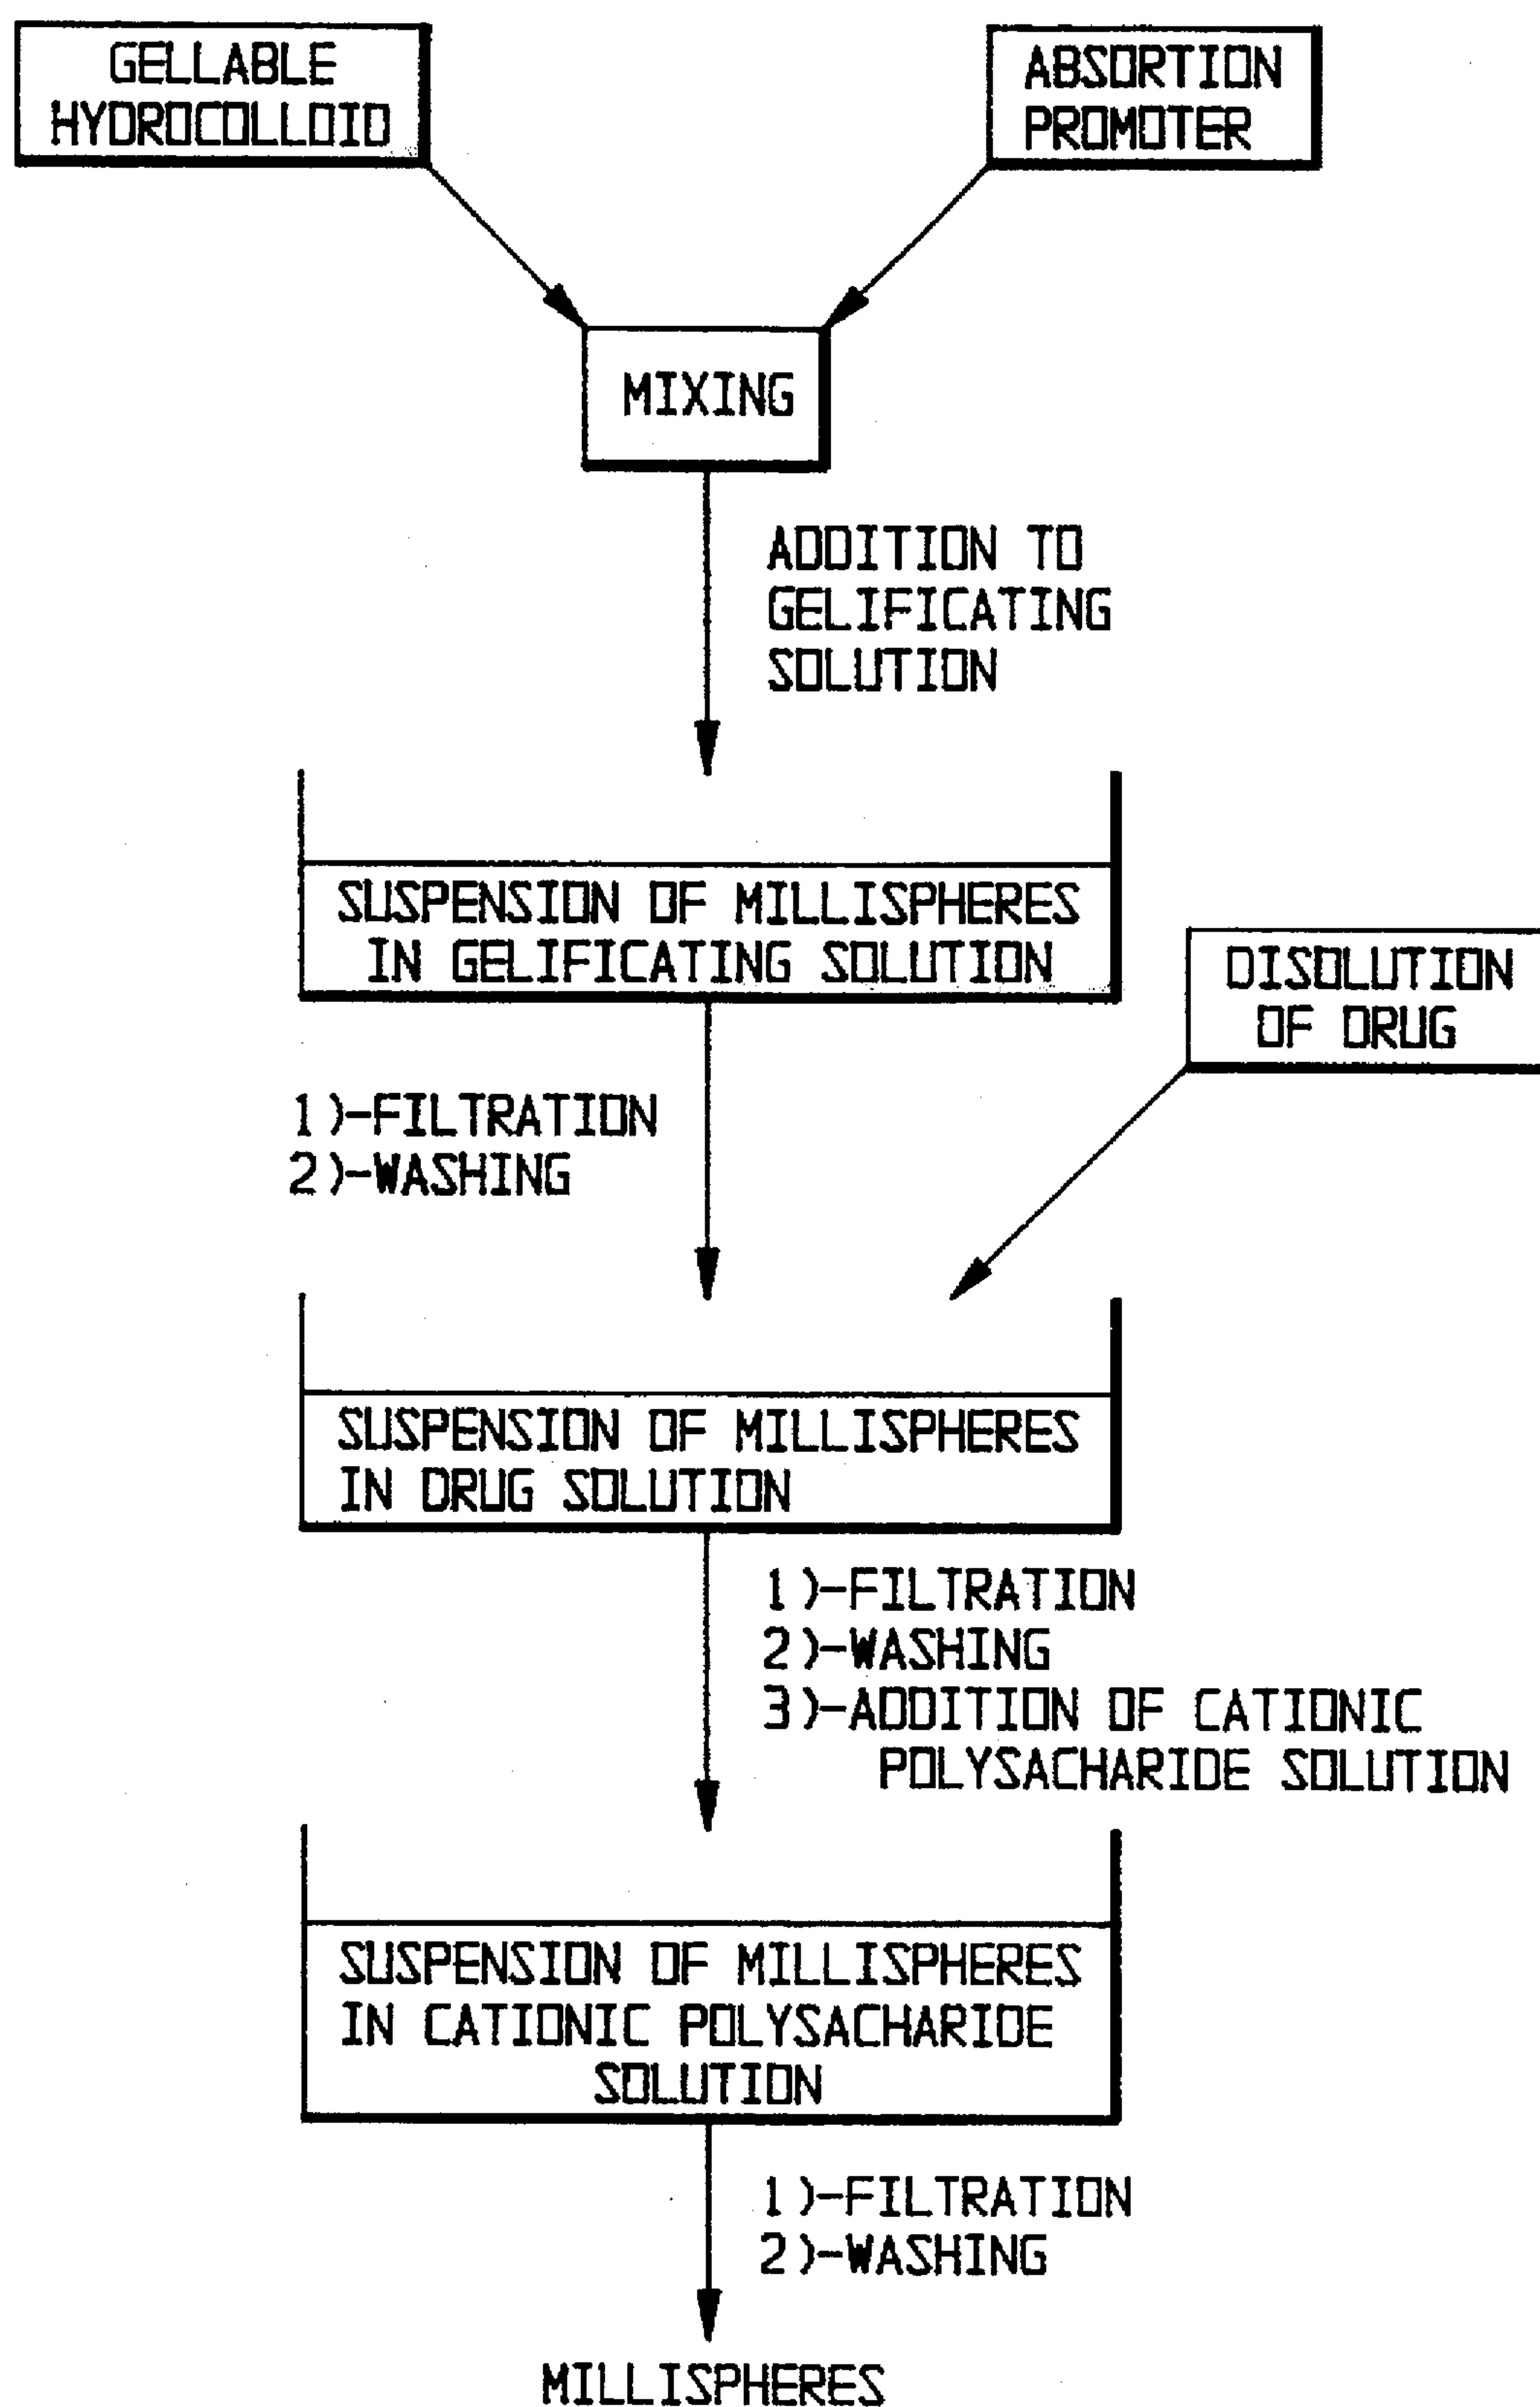 GELLABLE
HYDROCOLLOID
ABSORTION
PROMOTER
MIXING
ADDITION TO
GELIFICATING
SOLUTION
SUSPENSION OF MILLISPHERES
IN GELIFICATING SOLUTION
DISOLUTION
OF DRUG
1)-FILTRATION
2)-WASHING
SUSPENSION OF MILLISPHERES
IN DRUG SOLUTION
1)-FILTRATION
2)-WASHING
3)-ADDITION OF CATIONIC
POLYSACHARIDE SOLUTION
SUSPENSION OF MILLISPHERES
IN CATIONIC POLYSACHARIDE
SOLUTION
1)-FILTRATION
2)-WASHING
MILLISPHERES